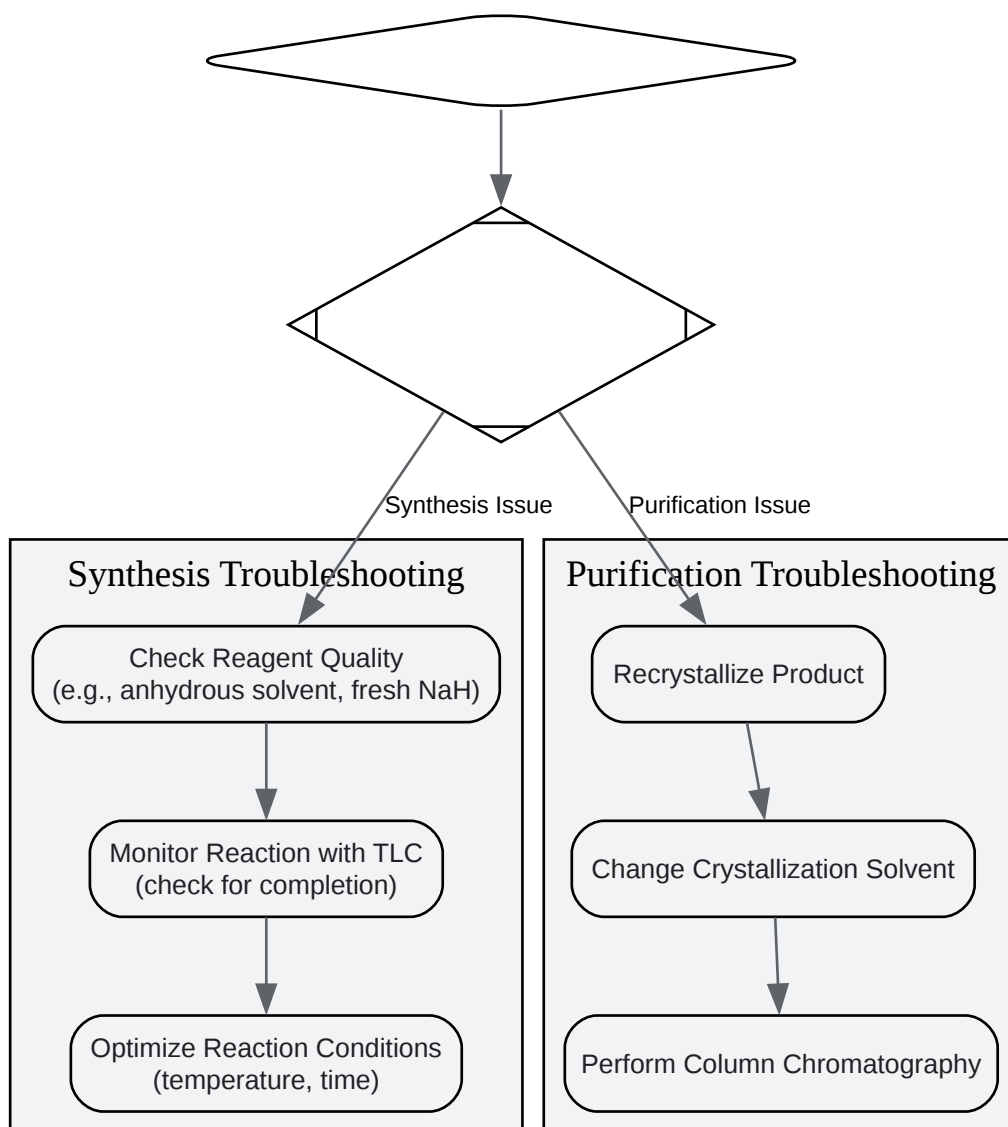 Synthesis Issue
Purification Issue
Synthesis Troubleshooting
Check Reagent Quality
(e.g., anhydrous solvent, fresh NaH)
Monitor Reaction with TLC
(check for completion)
Optimize Reaction Conditions
(temperature, time)
Purification Troubleshooting
Recrystallize Product
Change Crystallization Solvent
Perform Column Chromatography